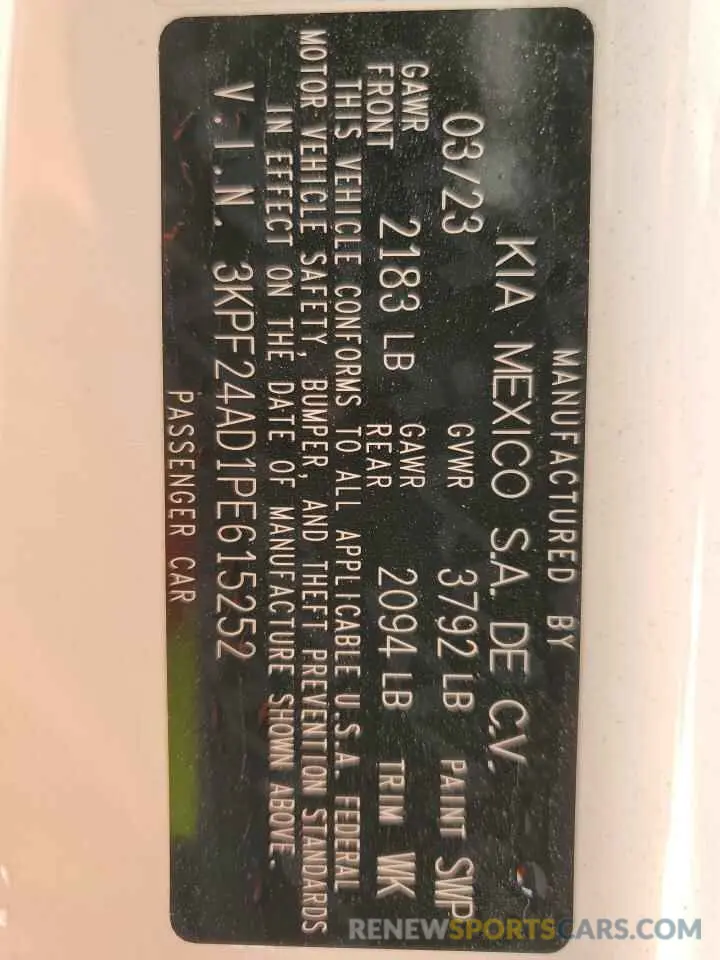 MANUFACTURED BY
KIA MEXICO S.A. DE C.V.
03/23 GVWR 3792 LB PAINT SWP
GAWR FRONT 2183 LB GAWR REAR 2094 LB TRIM WK
THIS VEHICLE CONFORMS TO ALL APPLICABLE U.S.A. FEDERAL
MOTOR VEHICLE SAFETY, BUMPER, AND THEFT PREVENTION STANDARDS
IN EFFECT ON THE DATE OF MANUFACTURE SHOWN ABOVE.
V.I.N. 3KPF24AD1PE615252
PASSENGER CAR
RENEWSPORTSCARS.COM